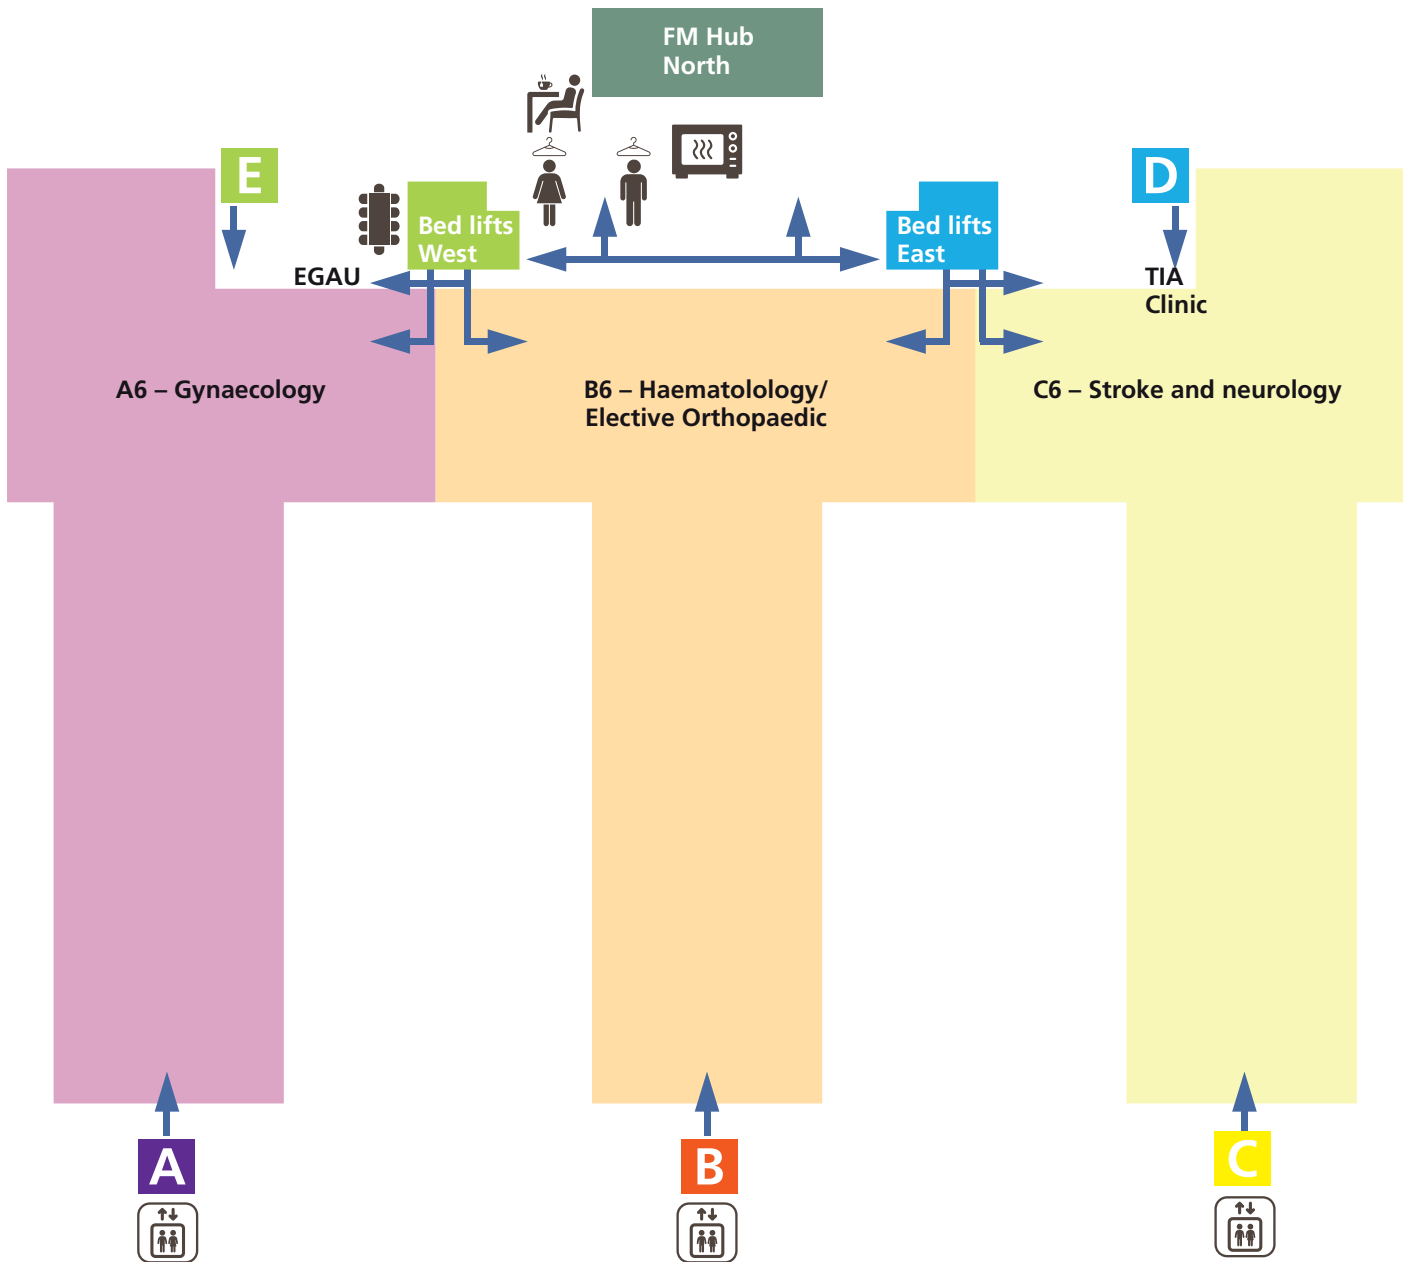 FM Hub
North
E
D
Bed lifts
West
Bed lifts
East
EGAU
TIA
Clinic
A6 – Gynaecology
B6 – Haematolology/
Elective Orthopaedic
C6 – Stroke and neurology
A
B
C